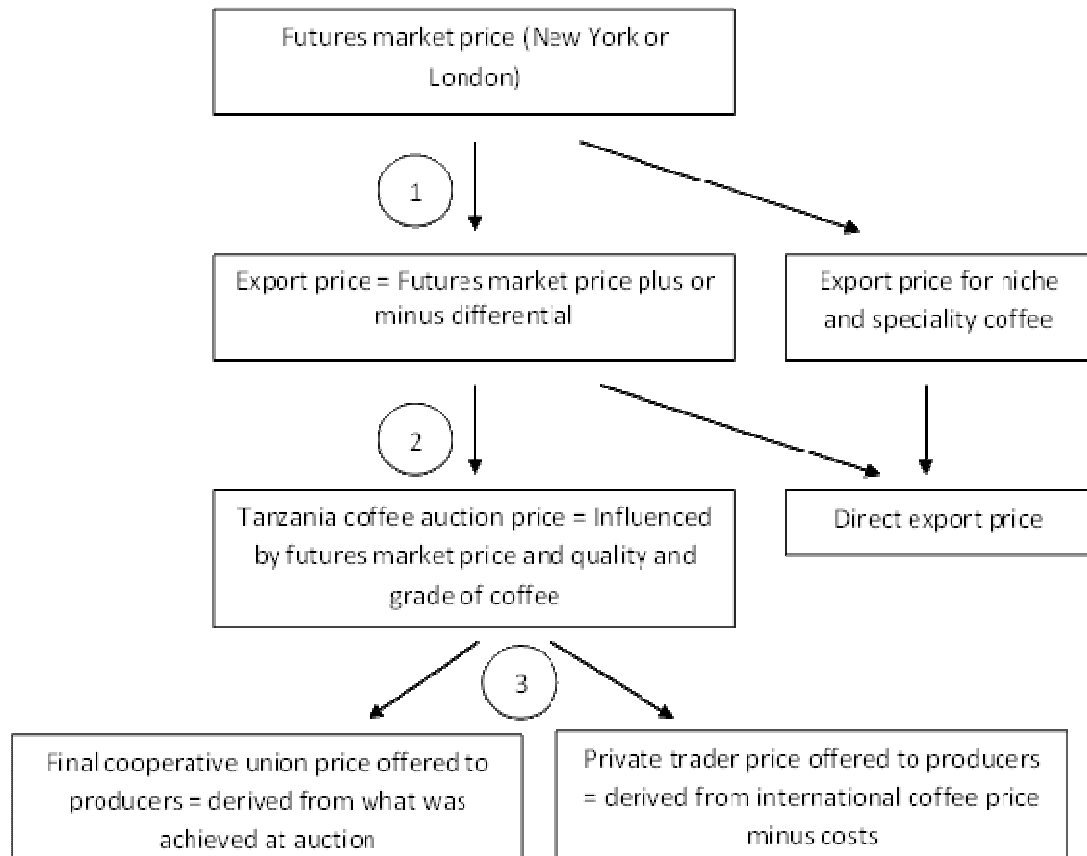 Futures market price (New York or
London)
1
Export price = Futures market price plus or
minus differential
Export price for niche
and speciality coffee
2
Tanzania coffee auction price = Influenced
by futures market price and quality and
grade of coffee
Direct export price
3
Final cooperative union price offered to
producers = derived from what was
achieved at auction
Private trader price offered to producers
= derived from international coffee price
minus costs